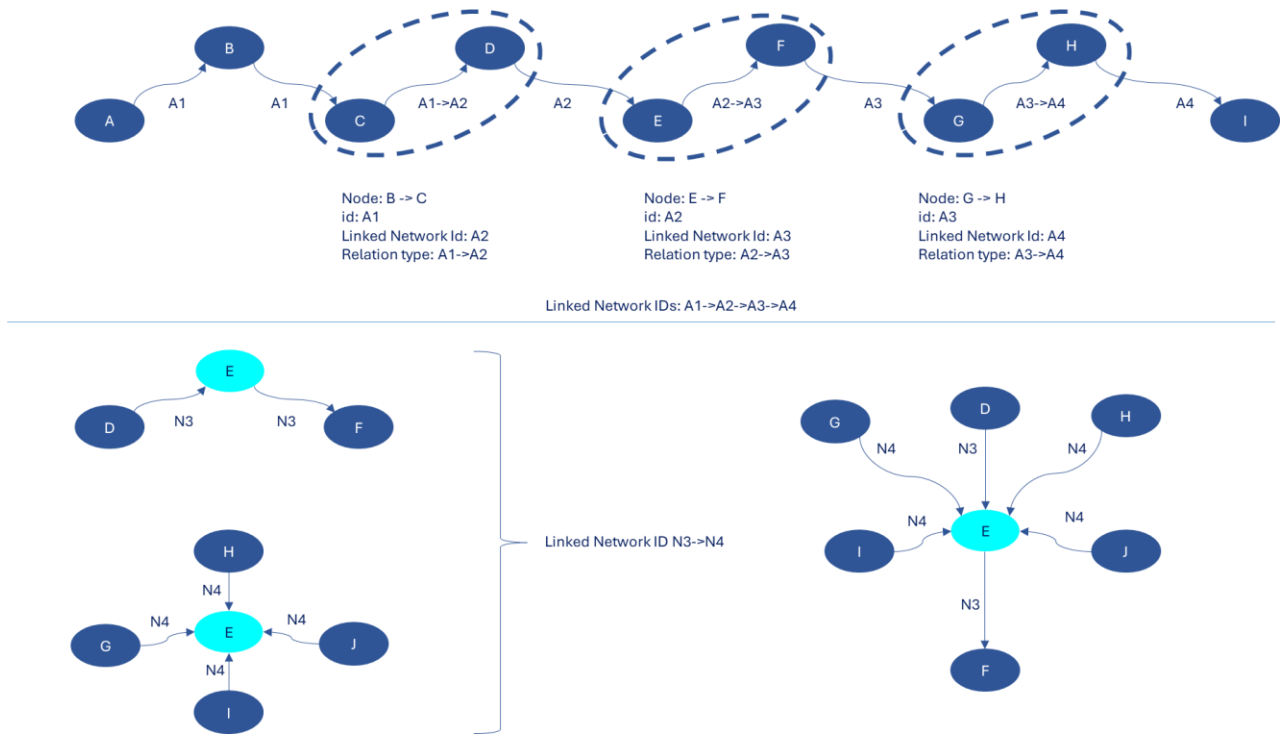 B
D
F
H
A1
A1
A1->A2
A2
A2->A3
A3
A3->A4
A4
A
C
E
G
I
Node: B -> C
id: A1
Linked Network Id: A2
Relation type: A1->A2
Node: E -> F
id: A2
Linked Network Id: A3
Relation type: A2->A3
Node: G -> H
id: A3
Linked Network Id: A4
Relation type: A3->A4
Linked Network IDs: A1->A2->A3->A4
E
D
N3
N3
F
H
N4
N4
N4
G
E
J
N4
I
Linked Network ID N3->N4
G
D
H
N4
N3
N4
N4
N4
I
E
J
N3
F